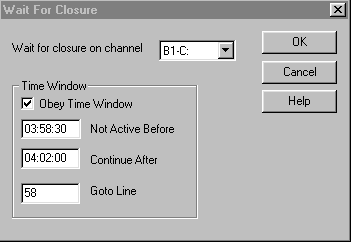 Wait For Closure
Wait for closure on channel B1-C:
OK
Cancel
Help
Time Window
Obey Time Window
03:58:30 Not Active Before
04:02:00 Continue After
58 Goto Line